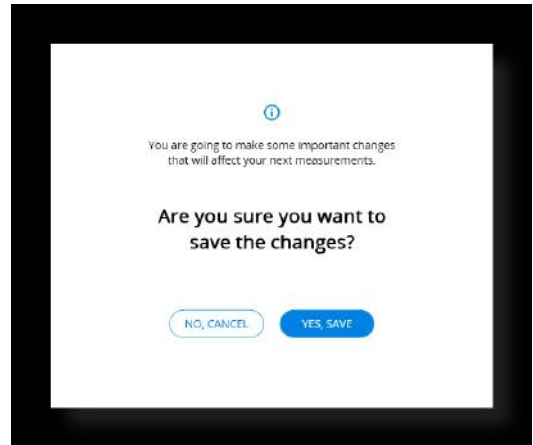 You are going to make some important changes
that will affect your next measurements.
Are you sure you want to
save the changes?
NO, CANCEL
YES, SAVE